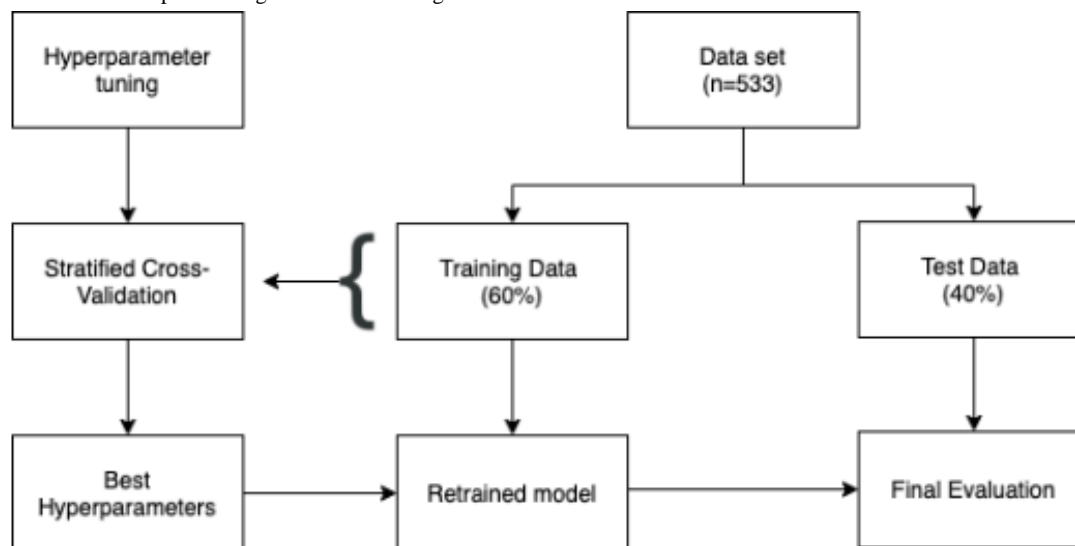 Hyperparameter
tuning
Data set
(n=533)
Stratified Cross-
Validation
{
Training Data
(60%)
Test Data
(40%)
Best
Hyperparameters
Retrained model
Final Evaluation